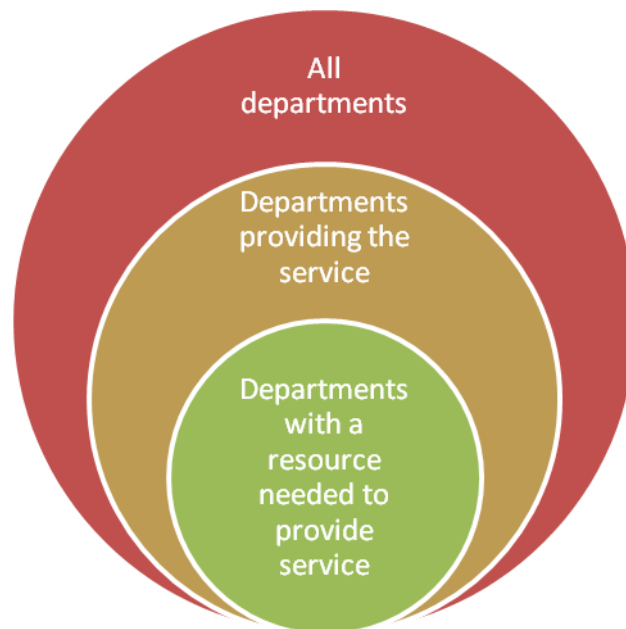 All
departments
Departments
providing the
service
Departments
with a
resource
needed to
provide
service